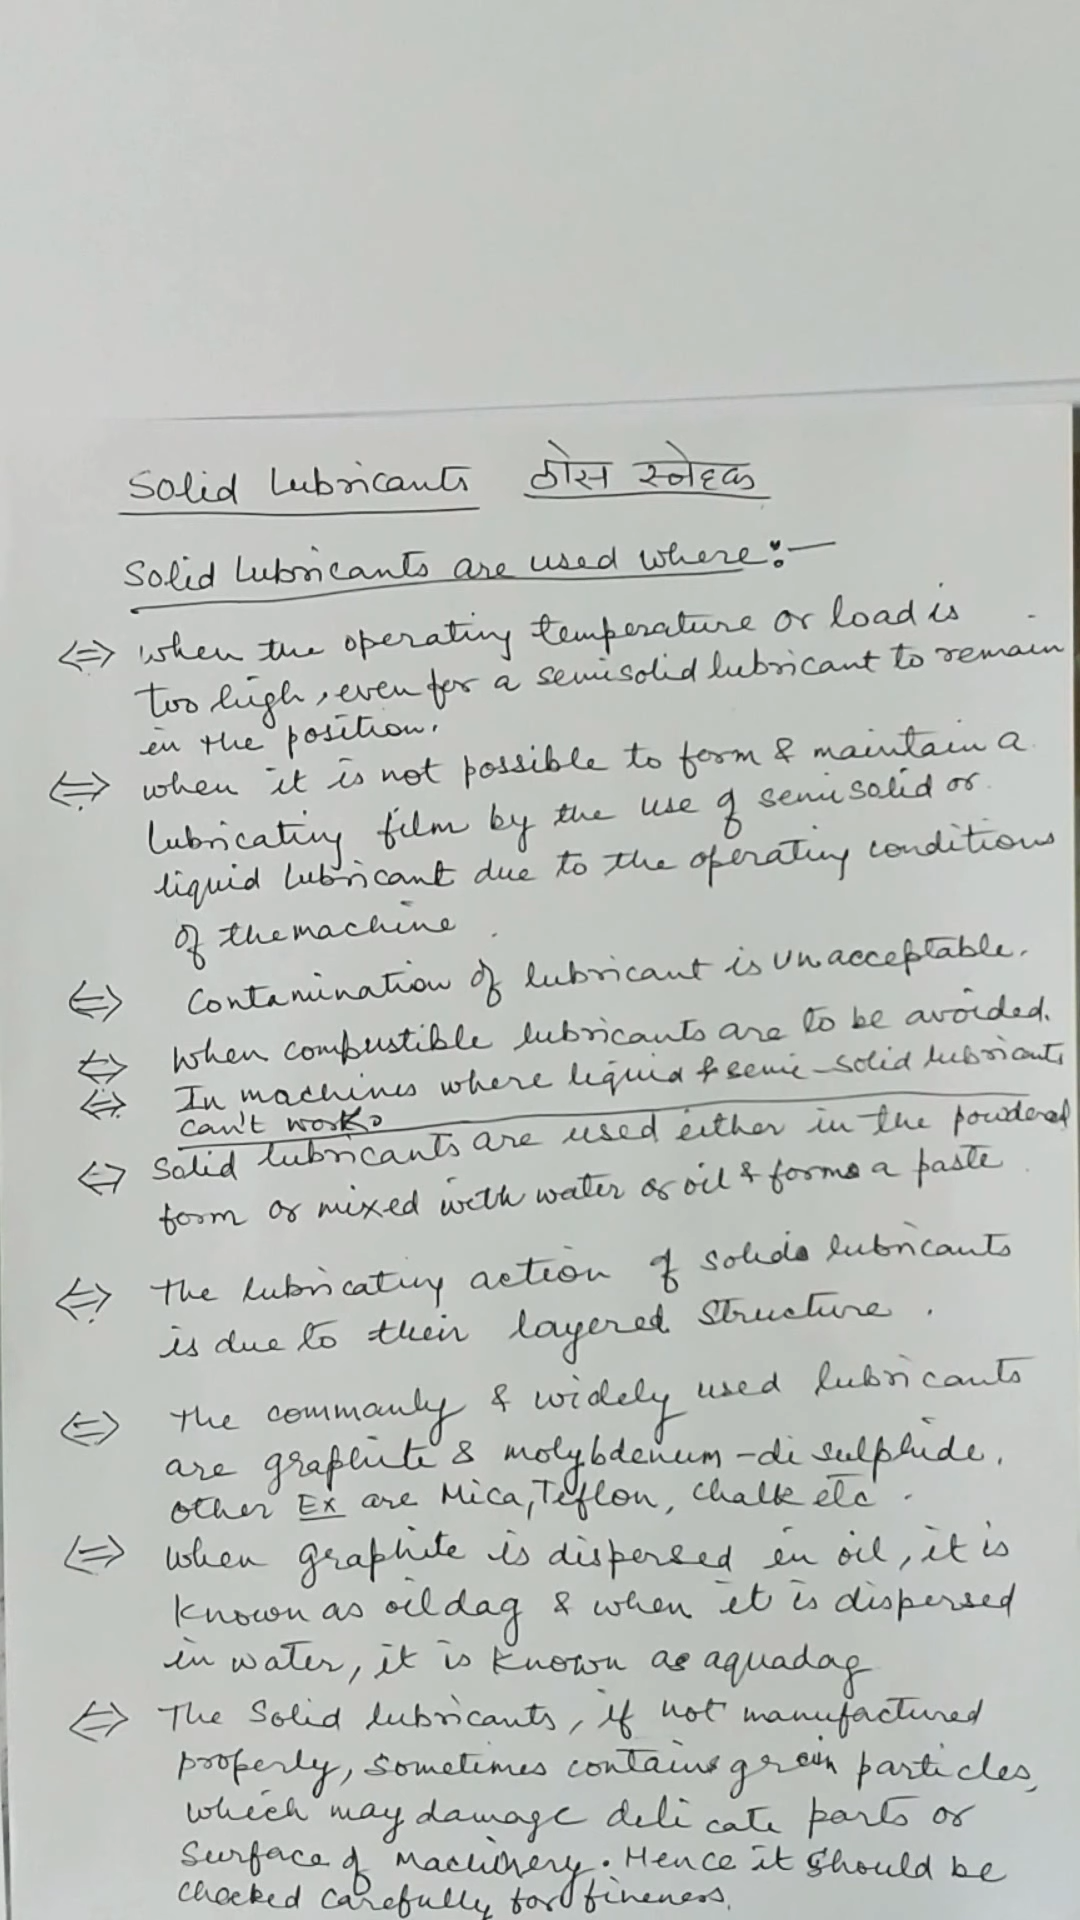 Solid Lubricants ठोस स्नेहक
Solid Lubricants are used where:—
⇔ when the operating temperature or load is
too high, even for a semisolid lubricant to remain
in the position.
⇔ when it is not possible to form & maintain a
lubricating film by the use of semisolid or
liquid lubricant due to the operating conditions
of the machine.
⇔ Contamination of lubricant is unacceptable.
⇔ when combustible lubricants are to be avoided.
⇔ In machines where liquid & semi-solid lubricants
can't work.
⇔ Solid lubricants are used either in the powdered
form or mixed with water or oil & forms a paste
⇔ The lubricating action of solids lubricants
is due to their layered structure.
⇔ The commanly & widely used lubricants
are graphite & molybdenum-di sulphide.
other Ex are Mica, Teflon, chalk etc.
⇔ when graphite is dispersed in oil, it is
known as oildag & when it is dispersed
in water, it is known as aquadag
⇔ The Solid lubricants, if not manufactured
properly, sometimes contains grain particles,
which may damage delicate parts or
surface of Machinery. Hence it should be
checked carefully for fineness.